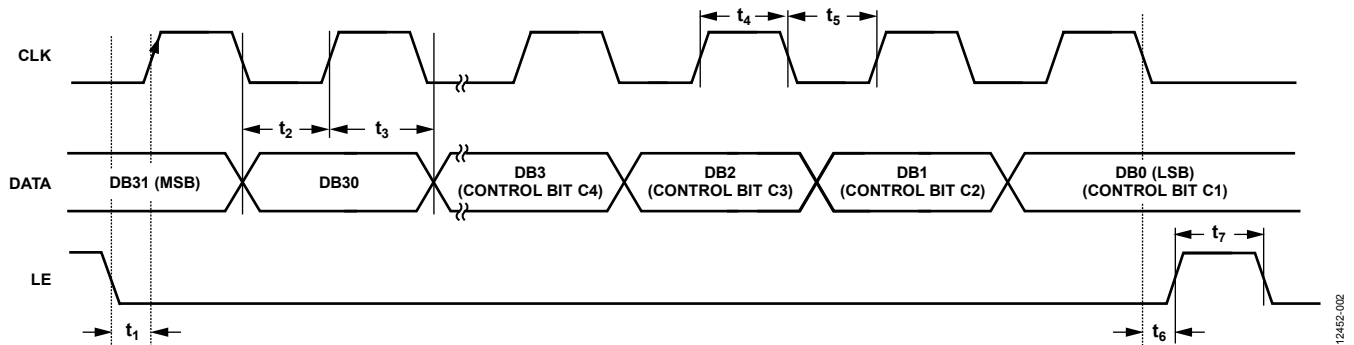 t4
t5
CLK
t2
t3
DATA
DB31 (MSB)
DB30
DB3
(CONTROL BIT C4)
DB2
(CONTROL BIT C3)
DB1
(CONTROL BIT C2)
DB0 (LSB)
(CONTROL BIT C1)
t7
LE
t1
t6
12452-002